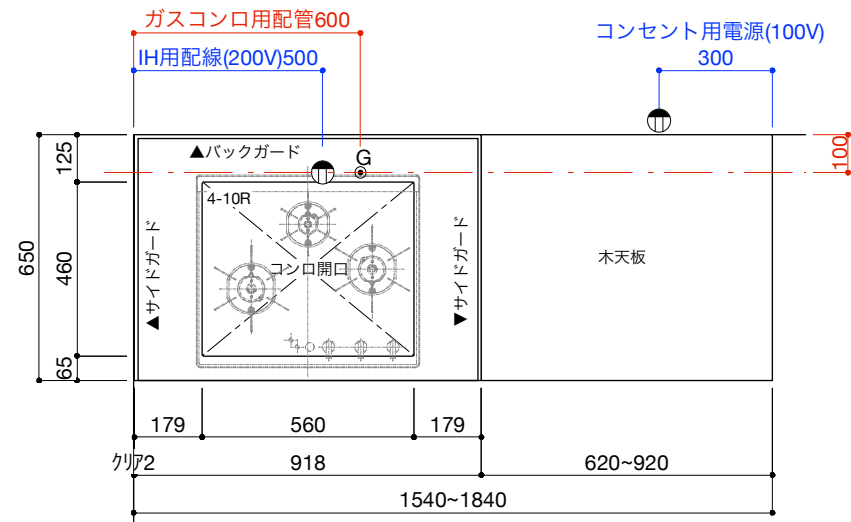 ガスコンロ用配管600
コンセント用電源(100V)
IH用配線(200V)500
300
▲バックガード
G
100
125
4-10R
650
460
コンロ開口
▲サイドガード
▼サイドガード
木天板
65
179
560
179
ｸﾘｱ2
918
620~920
1540~1840